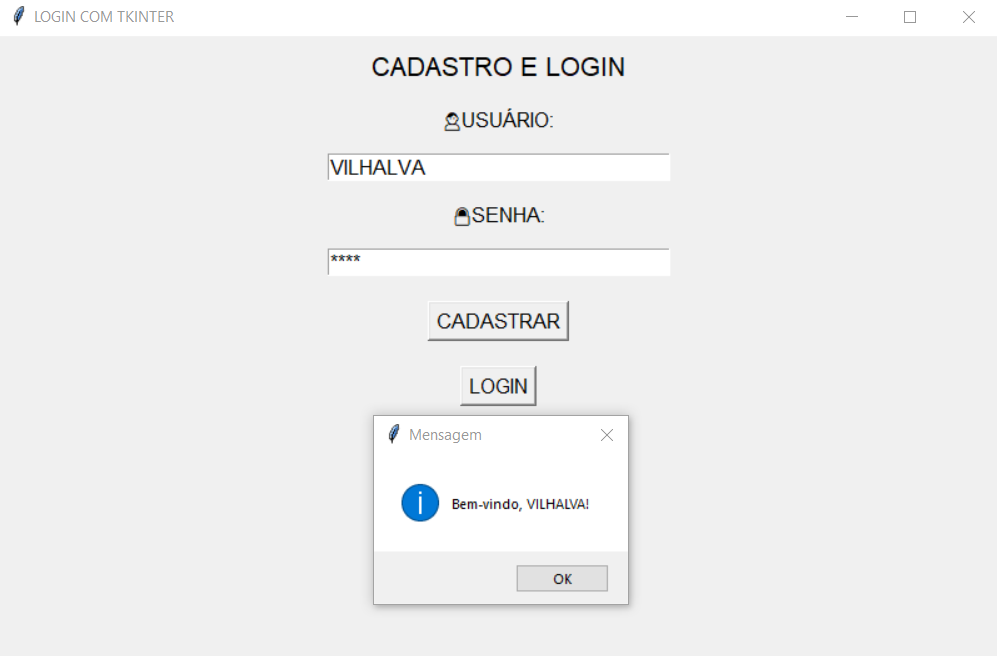 LOGIN COM TKINTER
CADASTRO E LOGIN
👤USUÁRIO:
VILHALVA
🔒SENHA:
****
CADASTRAR
LOGIN
Mensagem
Bem-vindo, VILHALVA!
OK